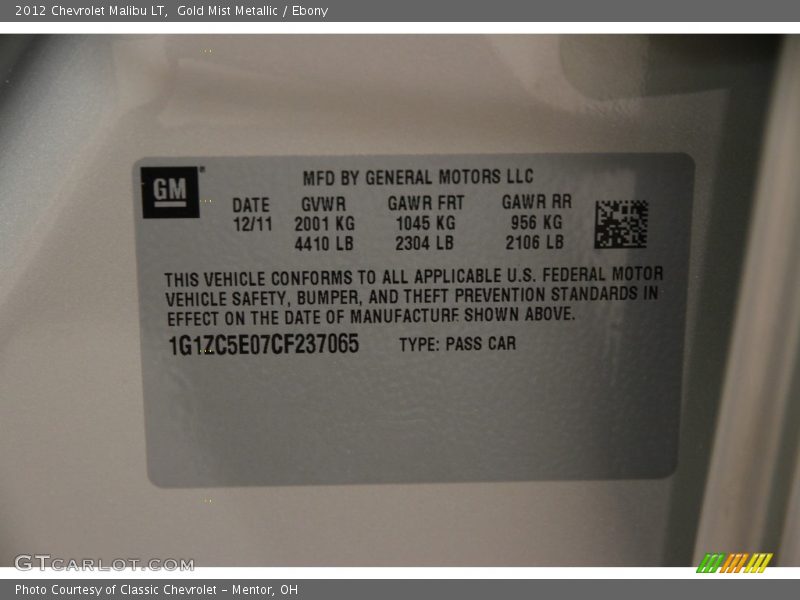 2012 Chevrolet Malibu LT, Gold Mist Metallic / Ebony
GM
MFD BY GENERAL MOTORS LLC
DATE GVWR GAWR FRT GAWR RR
12/11 2001 KG 1045 KG 956 KG
4410 LB 2304 LB 2106 LB
THIS VEHICLE CONFORMS TO ALL APPLICABLE U.S. FEDERAL MOTOR
VEHICLE SAFETY, BUMPER, AND THEFT PREVENTION STANDARDS IN
EFFECT ON THE DATE OF MANUFACTURE SHOWN ABOVE.
1G1ZC5E07CF237065 TYPE: PASS CAR
GTCARLOT.COM
Photo Courtesy of Classic Chevrolet - Mentor, OH